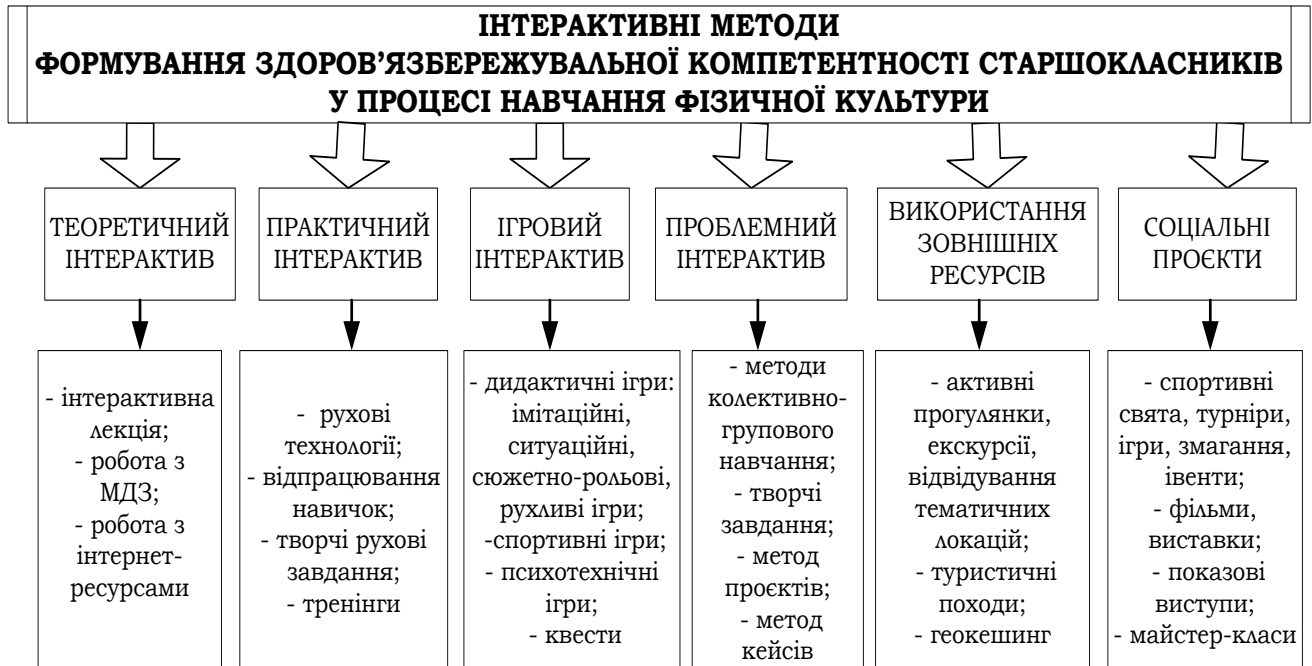 ІНТЕРАКТИВНІ МЕТОДИ
ФОРМУВАННЯ ЗДОРОВ'ЯЗБЕРЕЖУВАЛЬНОЇ КОМПЕТЕНТНОСТІ СТАРШОКЛАСНИКІВ
У ПРОЦЕСІ НАВЧАННЯ ФІЗИЧНОЇ КУЛЬТУРИ
ТЕОРЕТИЧНИЙ
ІНТЕРАКТИВ
ПРАКТИЧНИЙ
ІНТЕРАКТИВ
ІГРОВИЙ
ІНТЕРАКТИВ
ПРОБЛЕМНИЙ
ІНТЕРАКТИВ
ВИКОРИСТАННЯ
ЗОВНІШНІХ
РЕСУРСІВ
СОЦІАЛЬНІ
ПРОЄКТИ
- інтерактивна
лекція;
- робота з
МДЗ;
- робота з
інтернет-
ресурсами
- рухові
технології;
- відпрацювання
навичок;
- творчі рухові
завдання;
- тренінги
- дидактичні ігри:
імітаційні,
ситуаційні,
сюжетно-рольові,
рухливі ігри;
-спортивні ігри;
- психотехнічні
ігри;
- квести
- методи
колективно-
групового
навчання;
- творчі
завдання;
- метод
проєктів;
- метод
кейсів
- активні
прогулянки,
екскурсії,
відвідування
тематичних
локацій;
- туристичні
походи;
- геокешинг
- спортивні
свята, турніри,
ігри, змагання,
івенти;
- фільми,
виставки;
- показові
виступи;
- майстер-класи